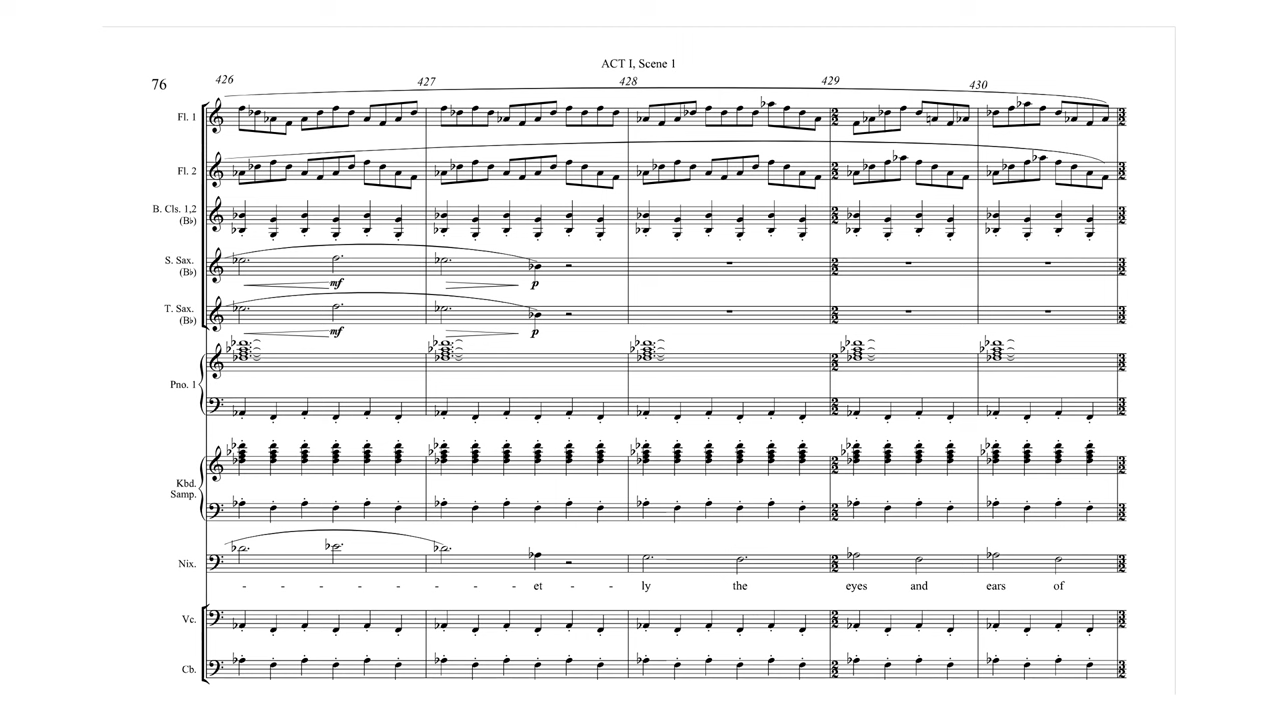 ACT I, Scene 1
76
426 427 428 429 430
Fl. 1
Fl. 2
B. Cls. 1,2
(B♭)
S. Sax.
(B♭)
mf p
T. Sax.
(B♭)
mf p
Pno. 1
Kbd.
Samp.
Nix.
- - - - - - - - - et - - ly the eyes and ears of
Vc.
Cb.